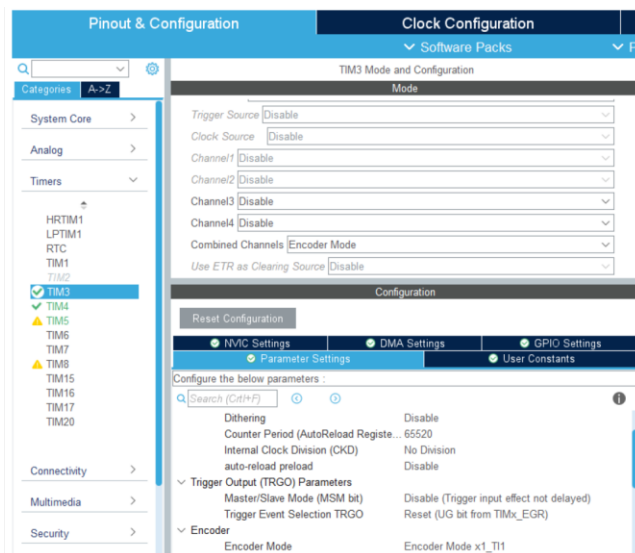 Pinout & Configuration
Clock Configuration
Software Packs
P
TIM3 Mode and Configuration
Categories A->Z
Mode
System Core
Analog
Timers
HRTIM1
LPTIM1
RTC
TIM1
TIM2
TIM3
TIM4
TIM5
TIM6
TIM7
TIM8
TIM15
TIM16
TIM17
TIM20
Connectivity
Multimedia
Security
Trigger Source Disable
Clock Source Disable
Channel1 Disable
Channel2 Disable
Channel3 Disable
Channel4 Disable
Combined Channels Encoder Mode
Use ETR as Clearing Source Disable
Configuration
Reset Configuration
NVIC Settings DMA Settings GPIO Settings
Parameter Settings User Constants
Configure the below parameters :
Search (Crtl+F)
Dithering Disable
Counter Period (AutoReload Registe... 65520
Internal Clock Division (CKD) No Division
auto-reload preload Disable
Trigger Output (TRGO) Parameters
Master/Slave Mode (MSM bit) Disable (Trigger input effect not delayed)
Trigger Event Selection TRGO Reset (UG bit from TIMx_EGR)
Encoder
Encoder Mode Encoder Mode x1_TI1